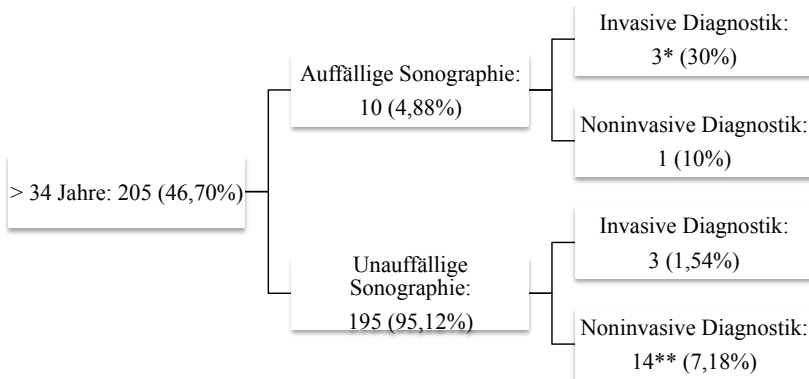 > 34 Jahre: 205 (46,70%)
Auffällige Sonographie:
10 (4,88%)
Invasive Diagnostik:
3* (30%)
Noninvasive Diagnostik:
1 (10%)
Unauffällige
Sonographie:
195 (95,12%)
Invasive Diagnostik:
3 (1,54%)
Noninvasive Diagnostik:
14** (7,18%)